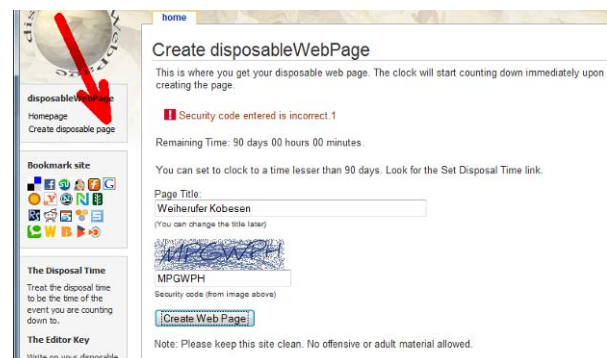 home
Create disposableWebPage
This is where you get your disposable web page. The clock will start counting down immediately upon
creating the page.
Security code entered is incorrect.1
Remaining Time: 90 days 00 hours 00 minutes.
You can set to clock to a time lesser than 90 days. Look for the Set Disposal Time link.
Page Title:
Weiherufer Kobesen
(You can change the title later)
MPGWPH
MPGWPH
Security code (from image above)
Create Web Page
Note: Please keep this site clean. No offensive or adult material allowed.
disposableWebPage
Homepage
Create disposable page
Bookmark site
The Disposal Time
Treat the disposal time
to be the time of the
event you are counting
down to.
The Editor Key
Write on your disposable